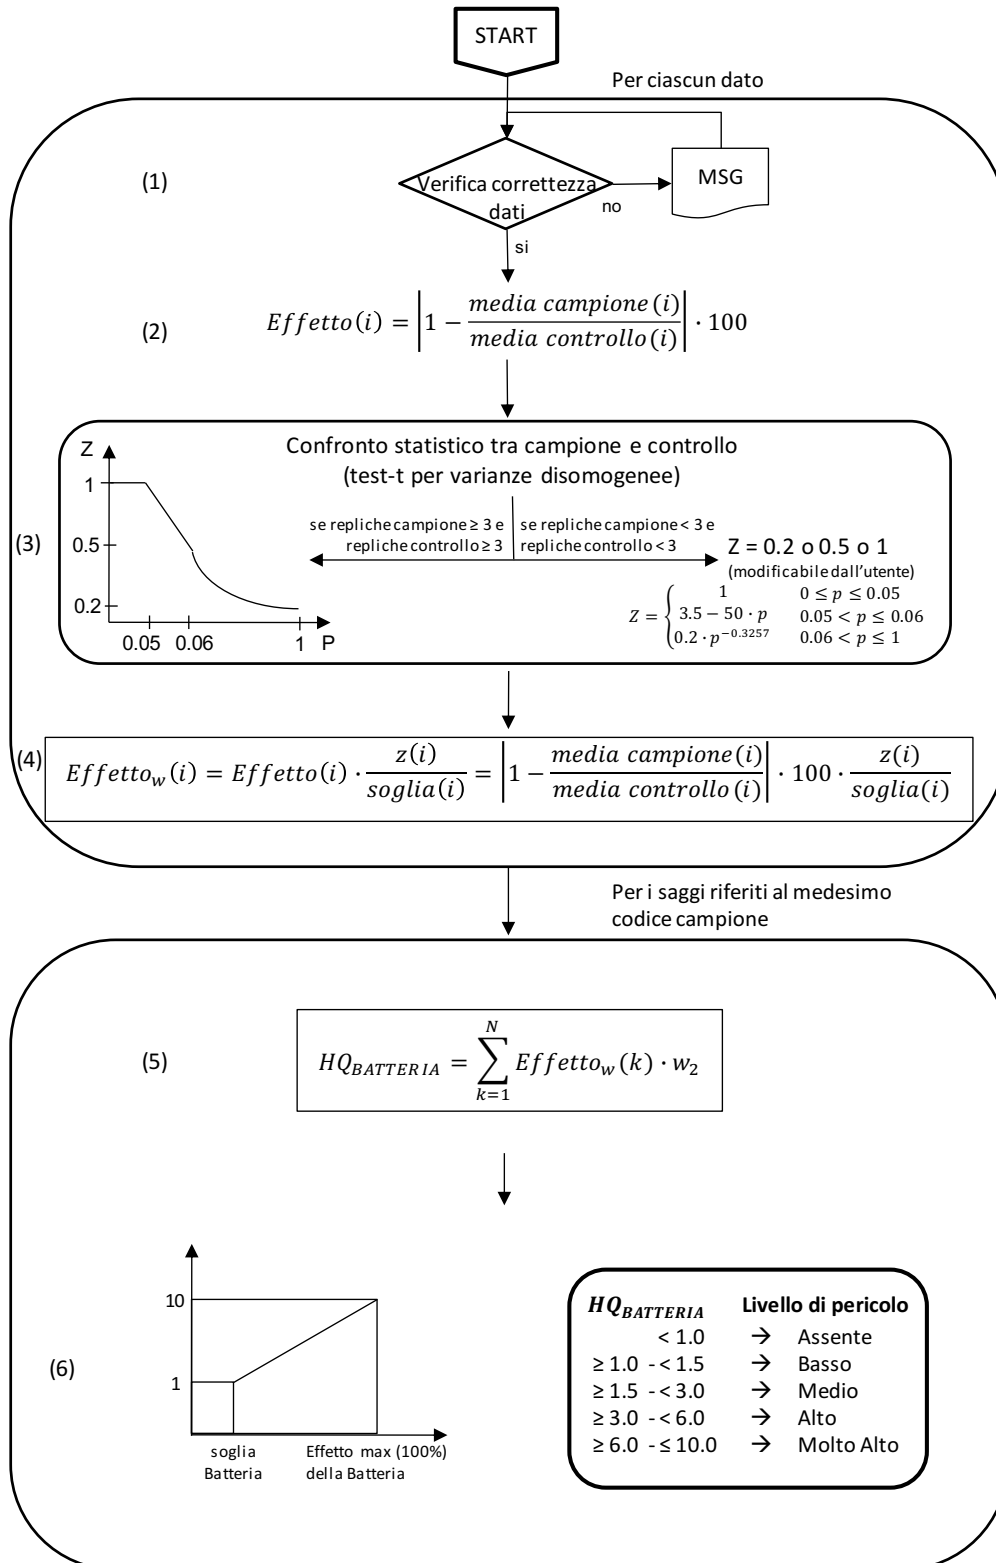 START
Per ciascun dato
(1)
Verifica correttezza
dati
no
MSG
si
(2)
Effetto(i) = |1 − media campione(i) / media controllo(i)| · 100
Confronto statistico tra campione e controllo
(test-t per varianze disomogenee)
Z
1
0.5
0.2
0.05 0.06 1 P
(3)
se repliche campione ≥ 3 e
repliche controllo ≥ 3
se repliche campione < 3 e
repliche controllo < 3
Z = 0.2 o 0.5 o 1
(modificabile dall'utente)
Z = { 1 0 ≤ p ≤ 0.05
3.5 − 50 · p 0.05 < p ≤ 0.06
0.2 · p^−0.3257 0.06 < p ≤ 1
(4)
Effetto_w(i) = Effetto(i) · z(i) / soglia(i) = |1 − media campione(i) / media controllo(i)| · 100 · z(i) / soglia(i)
Per i saggi riferiti al medesimo
codice campione
(5)
HQ_BATTERIA = ∑_{k=1}^{N} Effetto_w(k) · w_2
(6)
10
1
soglia
Batteria
Effetto max (100%)
della Batteria
HQ_BATTERIA Livello di pericolo
< 1.0 → Assente
≥ 1.0 - < 1.5 → Basso
≥ 1.5 - < 3.0 → Medio
≥ 3.0 - < 6.0 → Alto
≥ 6.0 - ≤ 10.0 → Molto Alto